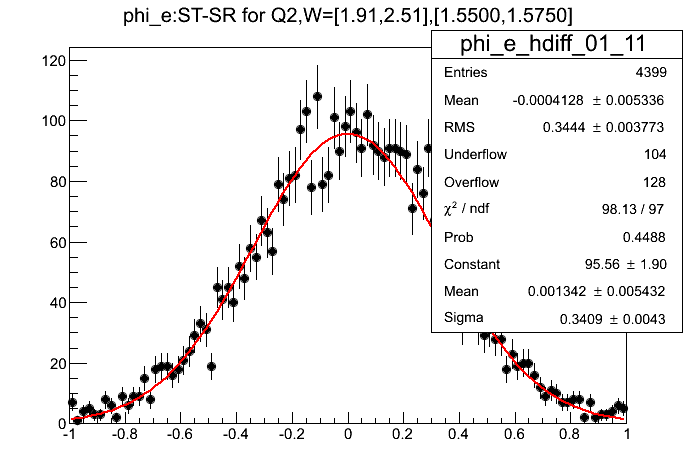 phi_e:ST-SR for Q2,W=[1.91,2.51],[1.5500,1.5750]
phi_e_hdiff_01_11
Entries 4399
Mean -0.0004128 ± 0.005336
RMS 0.3444 ± 0.003773
Underflow 104
Overflow 128
χ² / ndf 98.13 / 97
Prob 0.4488
Constant 95.56 ± 1.90
Mean 0.001342 ± 0.005432
Sigma 0.3409 ± 0.0043
120
100
80
60
40
20
0
-1 -0.8 -0.6 -0.4 -0.2 0 0.2 0.4 0.6 0.8 1